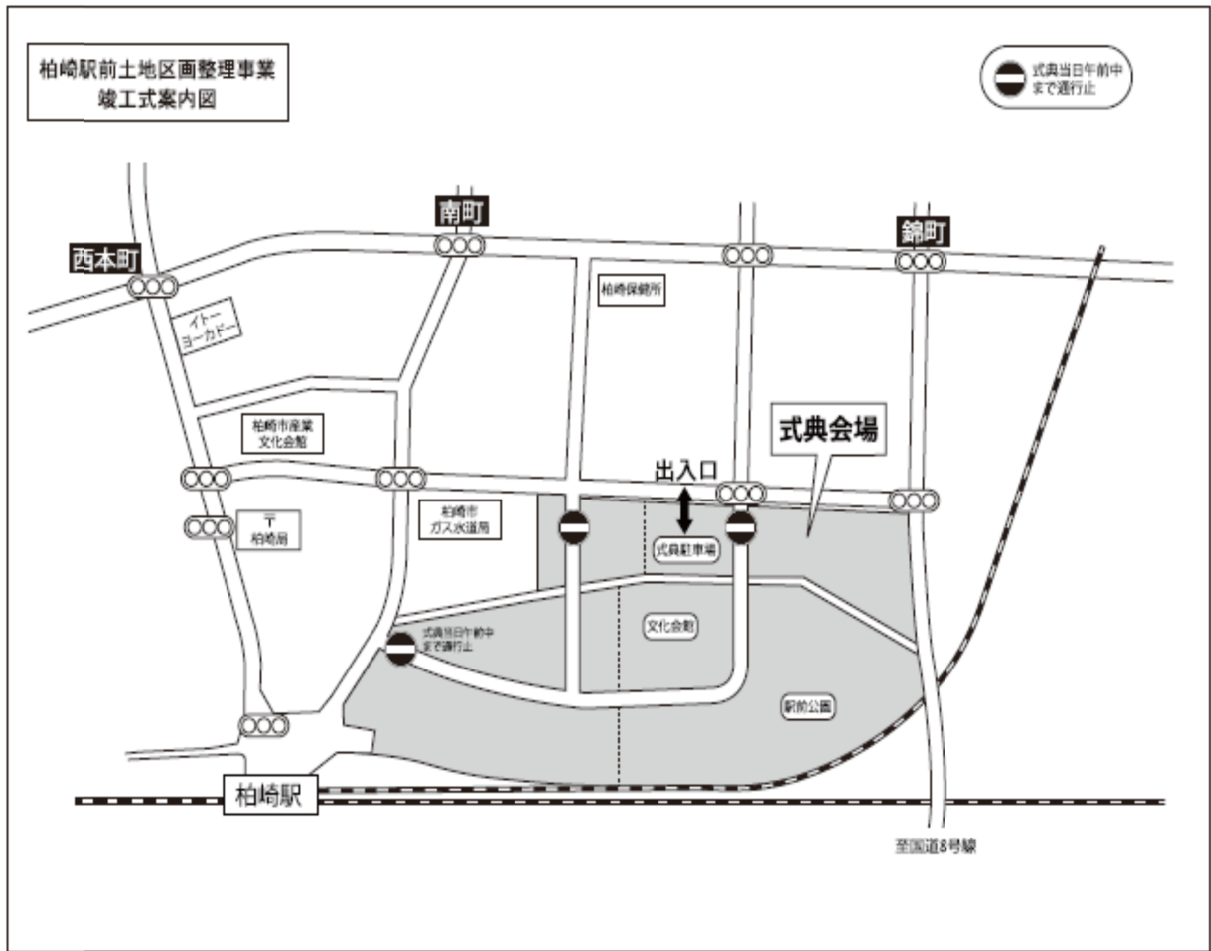 柏崎駅前土地区画整理事業
竣工式案内図
式典当日午前中
まで通行止
南町
錦町
西本町
柏崎保健所
イトー
ヨーカドー
式典会場
柏崎市産業
文化会館
出入口
柏崎市
ガス水道局
〒
柏崎局
式典駐車場
文化会館
式典当日午前中
まで通行止
駅前公園
柏崎駅
至国道8号線